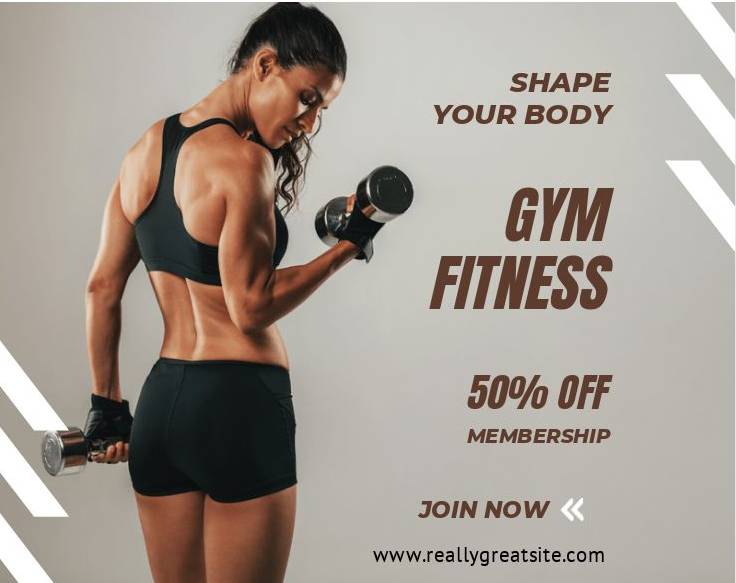 SHAPE
YOUR BODY
GYM
FITNESS
50% OFF
MEMBERSHIP
JOIN NOW
www.reallygreatsite.com